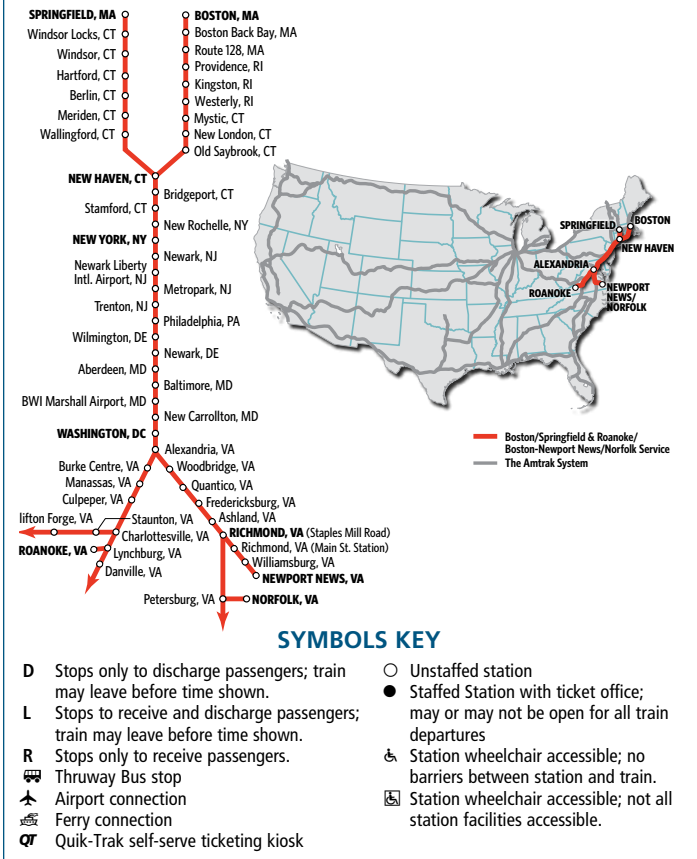 SPRINGFIELD, MA
Windsor Locks, CT
Windsor, CT
Hartford, CT
Berlin, CT
Meriden, CT
Wallingford, CT
BOSTON, MA
Boston Back Bay, MA
Route 128, MA
Providence, RI
Kingston, RI
Westerly, RI
Mystic, CT
New London, CT
Old Saybrook, CT
NEW HAVEN, CT
Bridgeport, CT
Stamford, CT
New Rochelle, NY
NEW YORK, NY
Newark, NJ
Newark Liberty
Intl. Airport, NJ
Metropark, NJ
Trenton, NJ
Philadelphia, PA
Wilmington, DE
Newark, DE
Aberdeen, MD
Baltimore, MD
BWI Marshall Airport, MD
New Carrollton, MD
WASHINGTON, DC
Alexandria, VA
Burke Centre, VA
Manassas, VA
Culpeper, VA
lifton Forge, VA
Staunton, VA
Charlottesville, VA
ROANOKE, VA
Lynchburg, VA
Danville, VA
Woodbridge, VA
Quantico, VA
Fredericksburg, VA
Ashland, VA
RICHMOND, VA (Staples Mill Road)
Richmond, VA (Main St. Station)
Williamsburg, VA
NEWPORT NEWS, VA
Petersburg, VA
NORFOLK, VA
SPRINGFIELD
BOSTON
NEW HAVEN
ALEXANDRIA
ROANOKE
NEWPORT
NEWS/
NORFOLK
Boston/Springfield & Roanoke/
Boston-Newport News/Norfolk Service
The Amtrak System
SYMBOLS KEY
D Stops only to discharge passengers; train
may leave before time shown.
L Stops to receive and discharge passengers;
train may leave before time shown.
R Stops only to receive passengers.
Thruway Bus stop
Airport connection
Ferry connection
QT Quik-Trak self-serve ticketing kiosk
Unstaffed station
Staffed Station with ticket office;
may or may not be open for all train
departures
Station wheelchair accessible; no
barriers between station and train.
Station wheelchair accessible; not all
station facilities accessible.